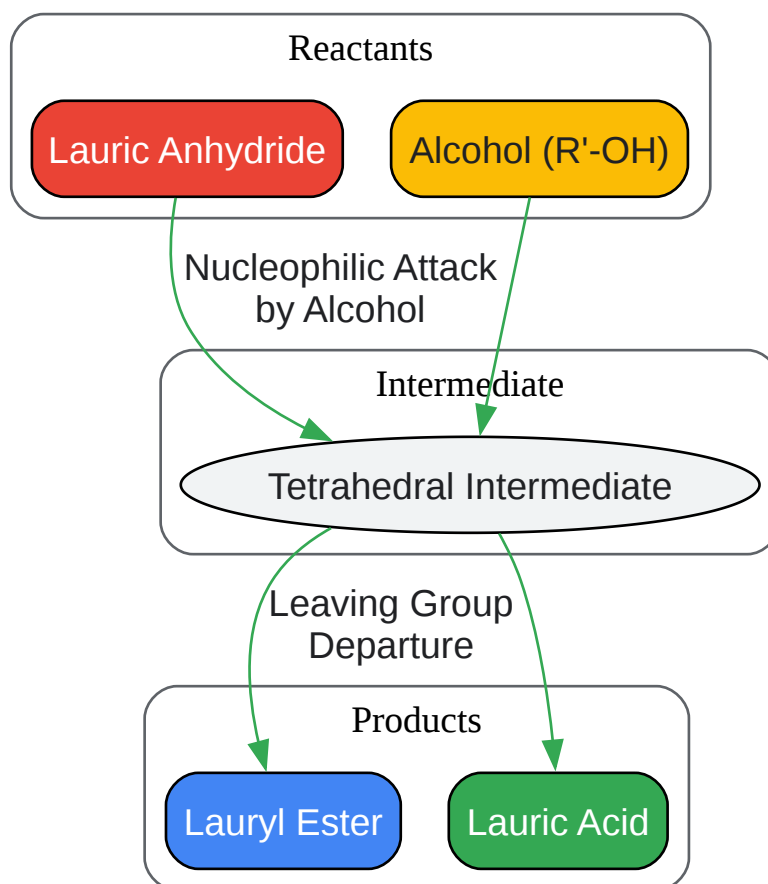 Reactants
Lauric Anhydride
Alcohol (R'-OH)
Nucleophilic Attack
by Alcohol
Intermediate
Tetrahedral Intermediate
Leaving Group
Departure
Products
Lauryl Ester
Lauric Acid